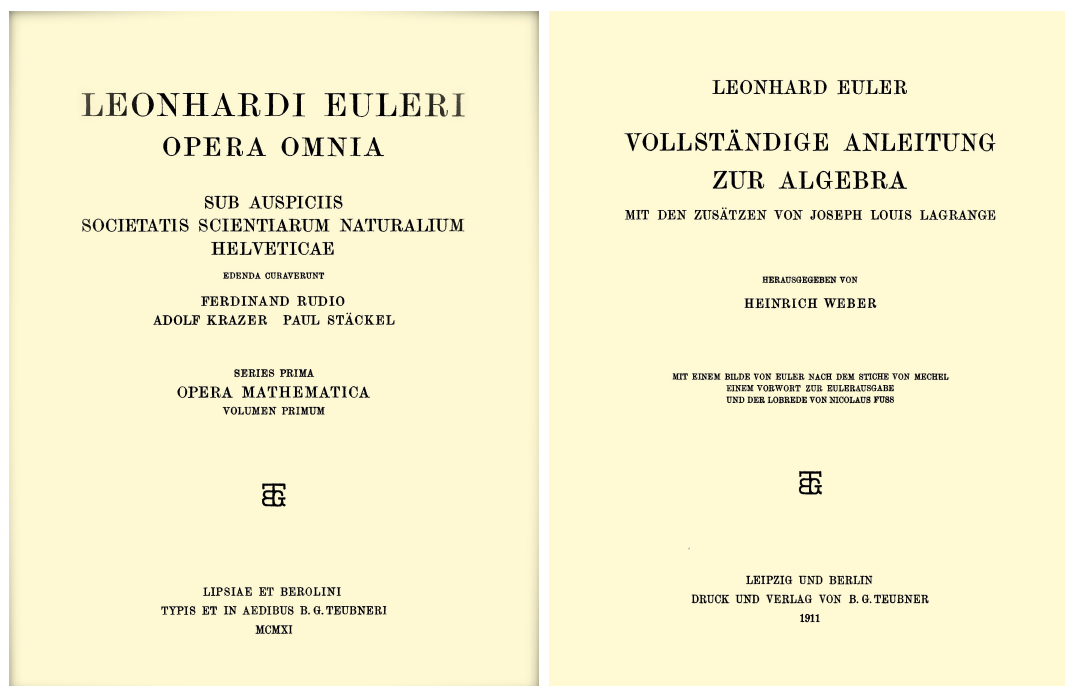 LEONHARDI EULERI
OPERA OMNIA
SUB AUSPICIIS
SOCIETATIS SCIENTIARUM NATURALIUM
HELVETICAE
EDENDA CURAVERUNT
FERDINAND RUDIO
ADOLF KRAZER PAUL STÄCKEL
SERIES PRIMA
OPERA MATHEMATICA
VOLUMEN PRIMUM
BTG
LIPSIAE ET BEROLINI
TYPIS ET IN AEDIBUS B. G. TEUBNERI
MCMXI
LEONHARD EULER
VOLLSTÄNDIGE ANLEITUNG
ZUR ALGEBRA
MIT DEN ZUSÄTZEN VON JOSEPH LOUIS LAGRANGE
HERAUSGEGEBEN VON
HEINRICH WEBER
MIT EINEM BILDE VON EULER NACH DEM STICHE VON MECHEL
EINEM VORWORT ZUR EULERAUSGABE
UND DER LOBREDE VON NICOLAUS FUSS
BTG
LEIPZIG UND BERLIN
DRUCK UND VERLAG VON B. G. TEUBNER
1911